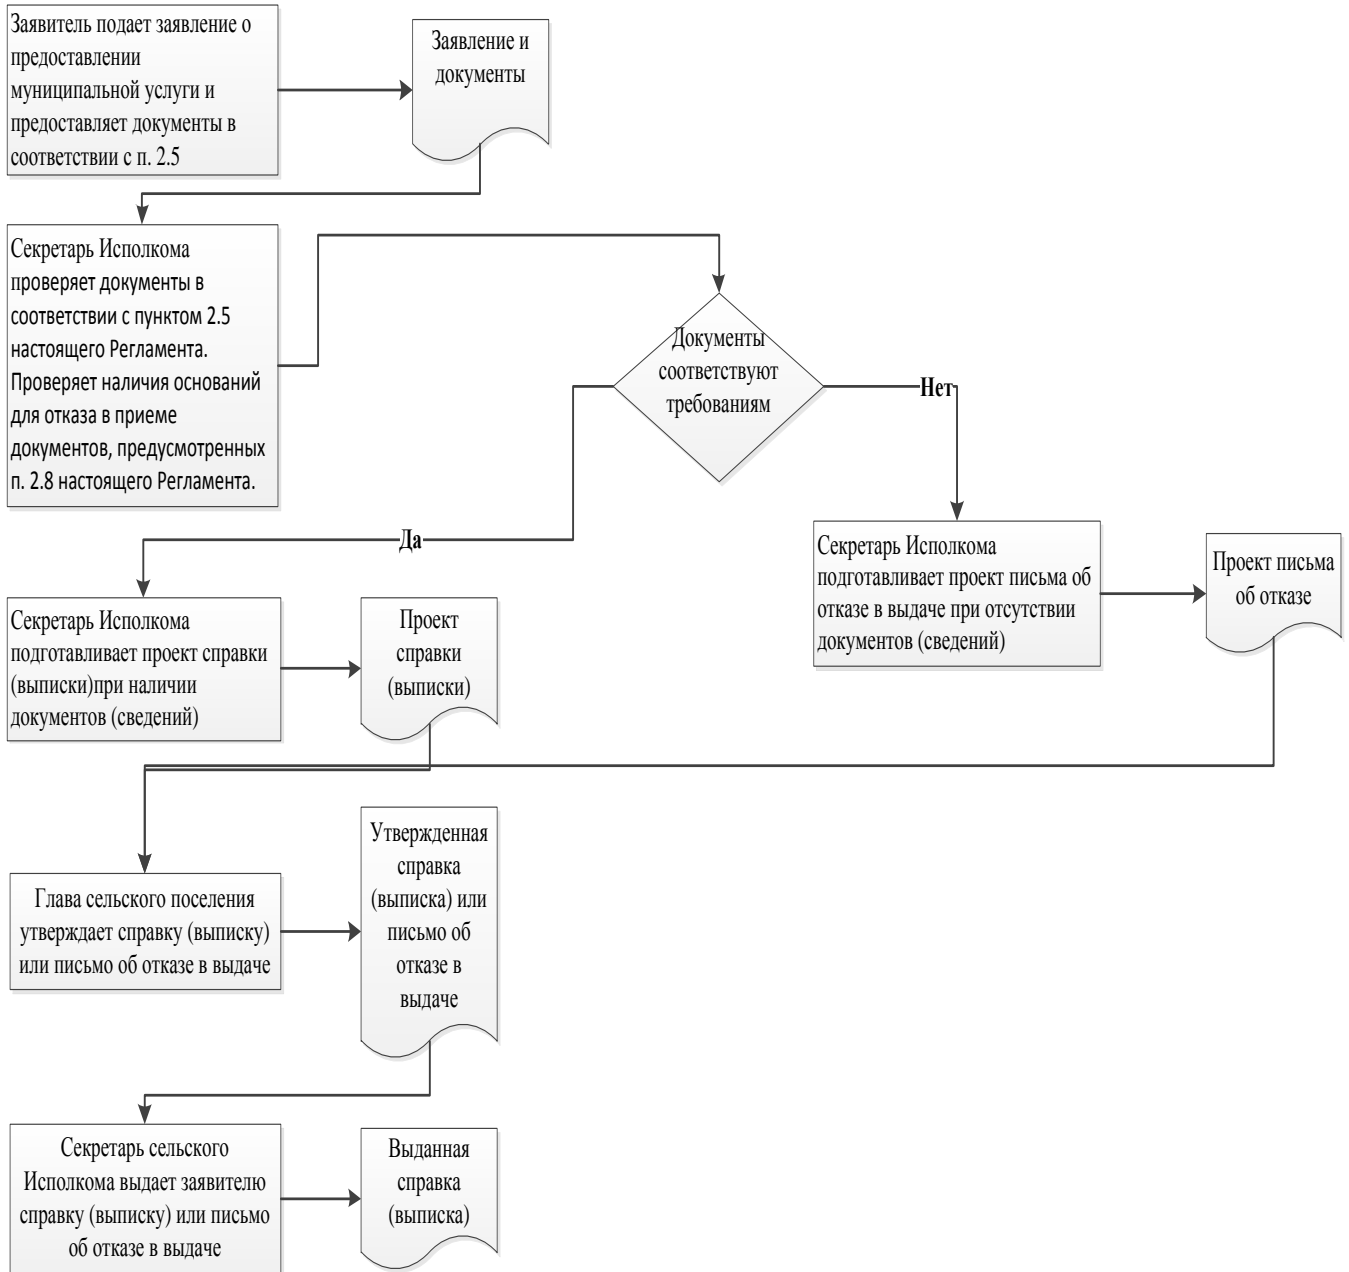 Заявитель подает заявление о
предоставлении
муниципальной услуги и
предоставляет документы в
соответствии с п. 2.5
Заявление и
документы
Секретарь Исполкома
проверяет документы в
соответствии с пунктом 2.5
настоящего Регламента.
Проверяет наличия оснований
для отказа в приеме
документов, предусмотренных
п. 2.8 настоящего Регламента.
Документы
соответствуют
требованиям
Нет
Да
Секретарь Исполкома
подготавливает проект письма об
отказе в выдаче при отсутствии
документов (сведений)
Проект письма
об отказе
Секретарь Исполкома
подготавливает проект справки
(выписки)при наличии
документов (сведений)
Проект
справки
(выписки)
Глава сельского поселения
утверждает справку (выписку)
или письмо об отказе в выдаче
Утвержденная
справка
(выписка) или
письмо об
отказе в
выдаче
Секретарь сельского
Исполкома выдает заявителю
справку (выписку) или письмо
об отказе в выдаче
Выданная
справка
(выписка)